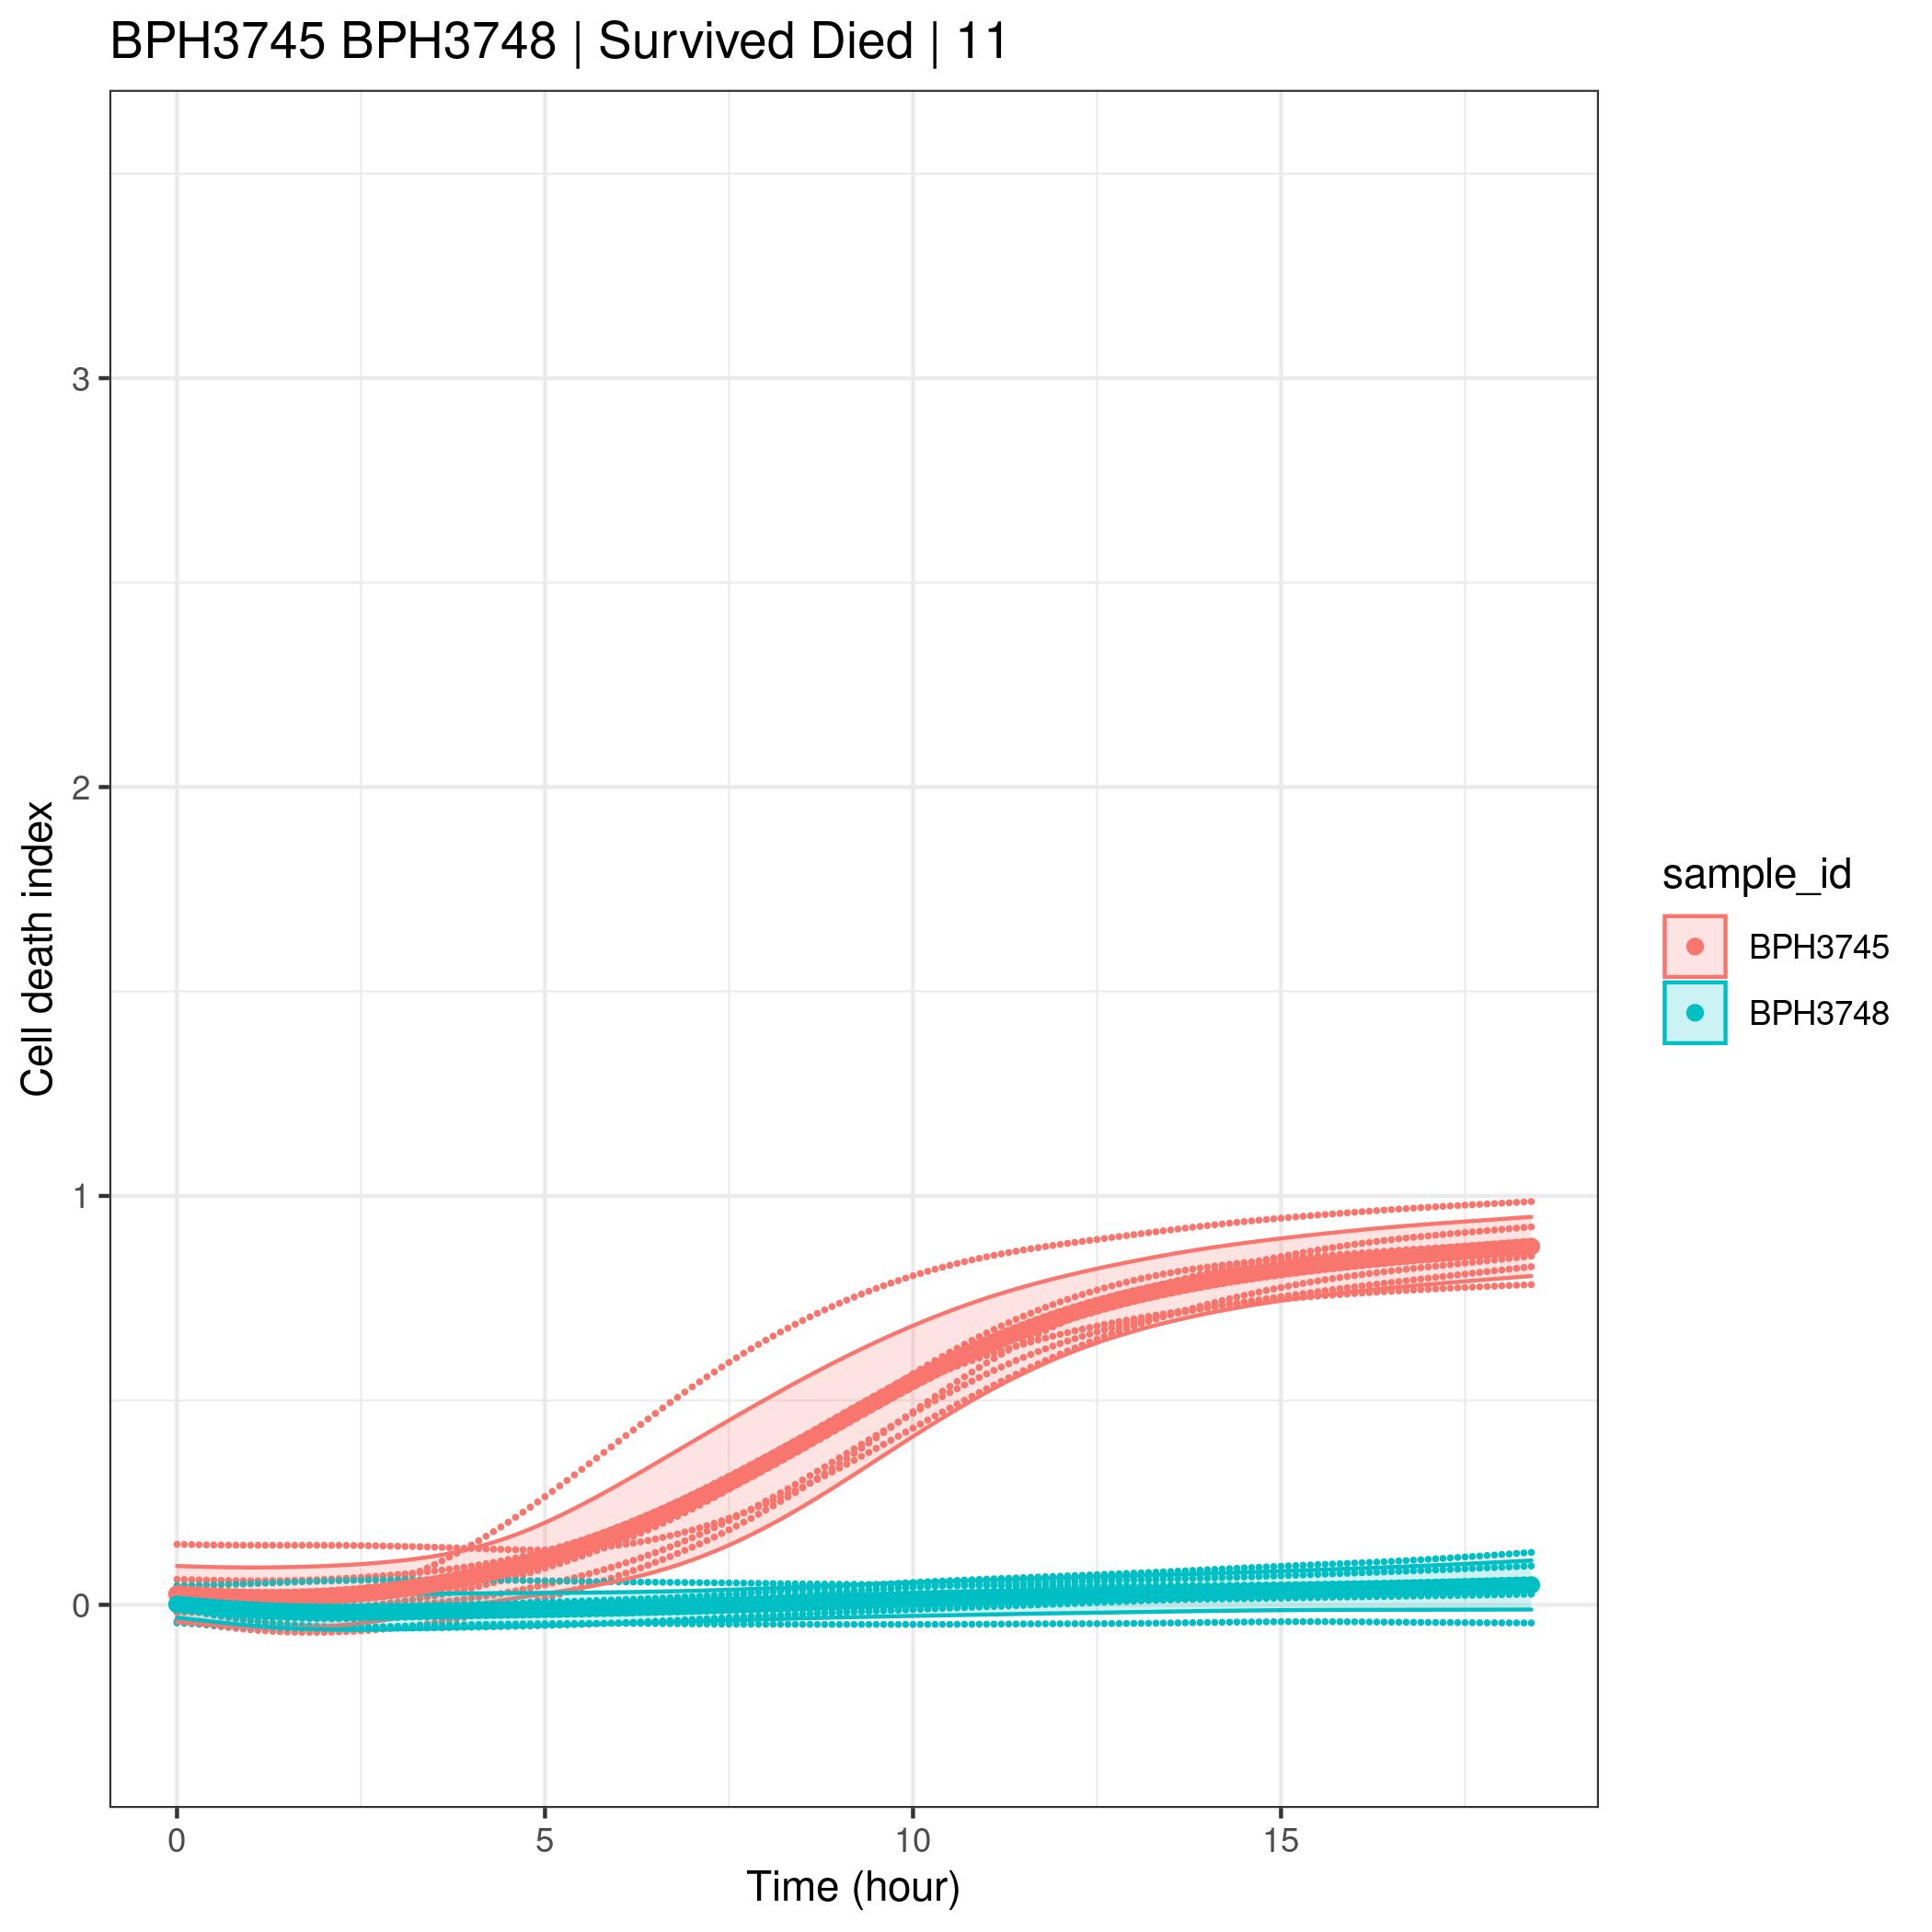 BPH3745 BPH3748 | Survived Died | 11
3
2
1
0
Cell death index
0 5 10 15
Time (hour)
sample_id
BPH3745
BPH3748